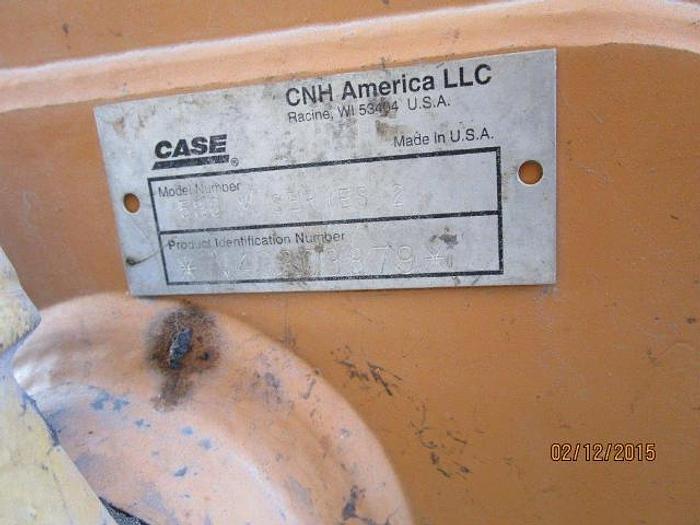 CNH America LLC
Racine, WI 53404 U.S.A.
CASE®
Made in U.S.A.
Model Number
SERIES 2
Product Identification Number
02/12/2015